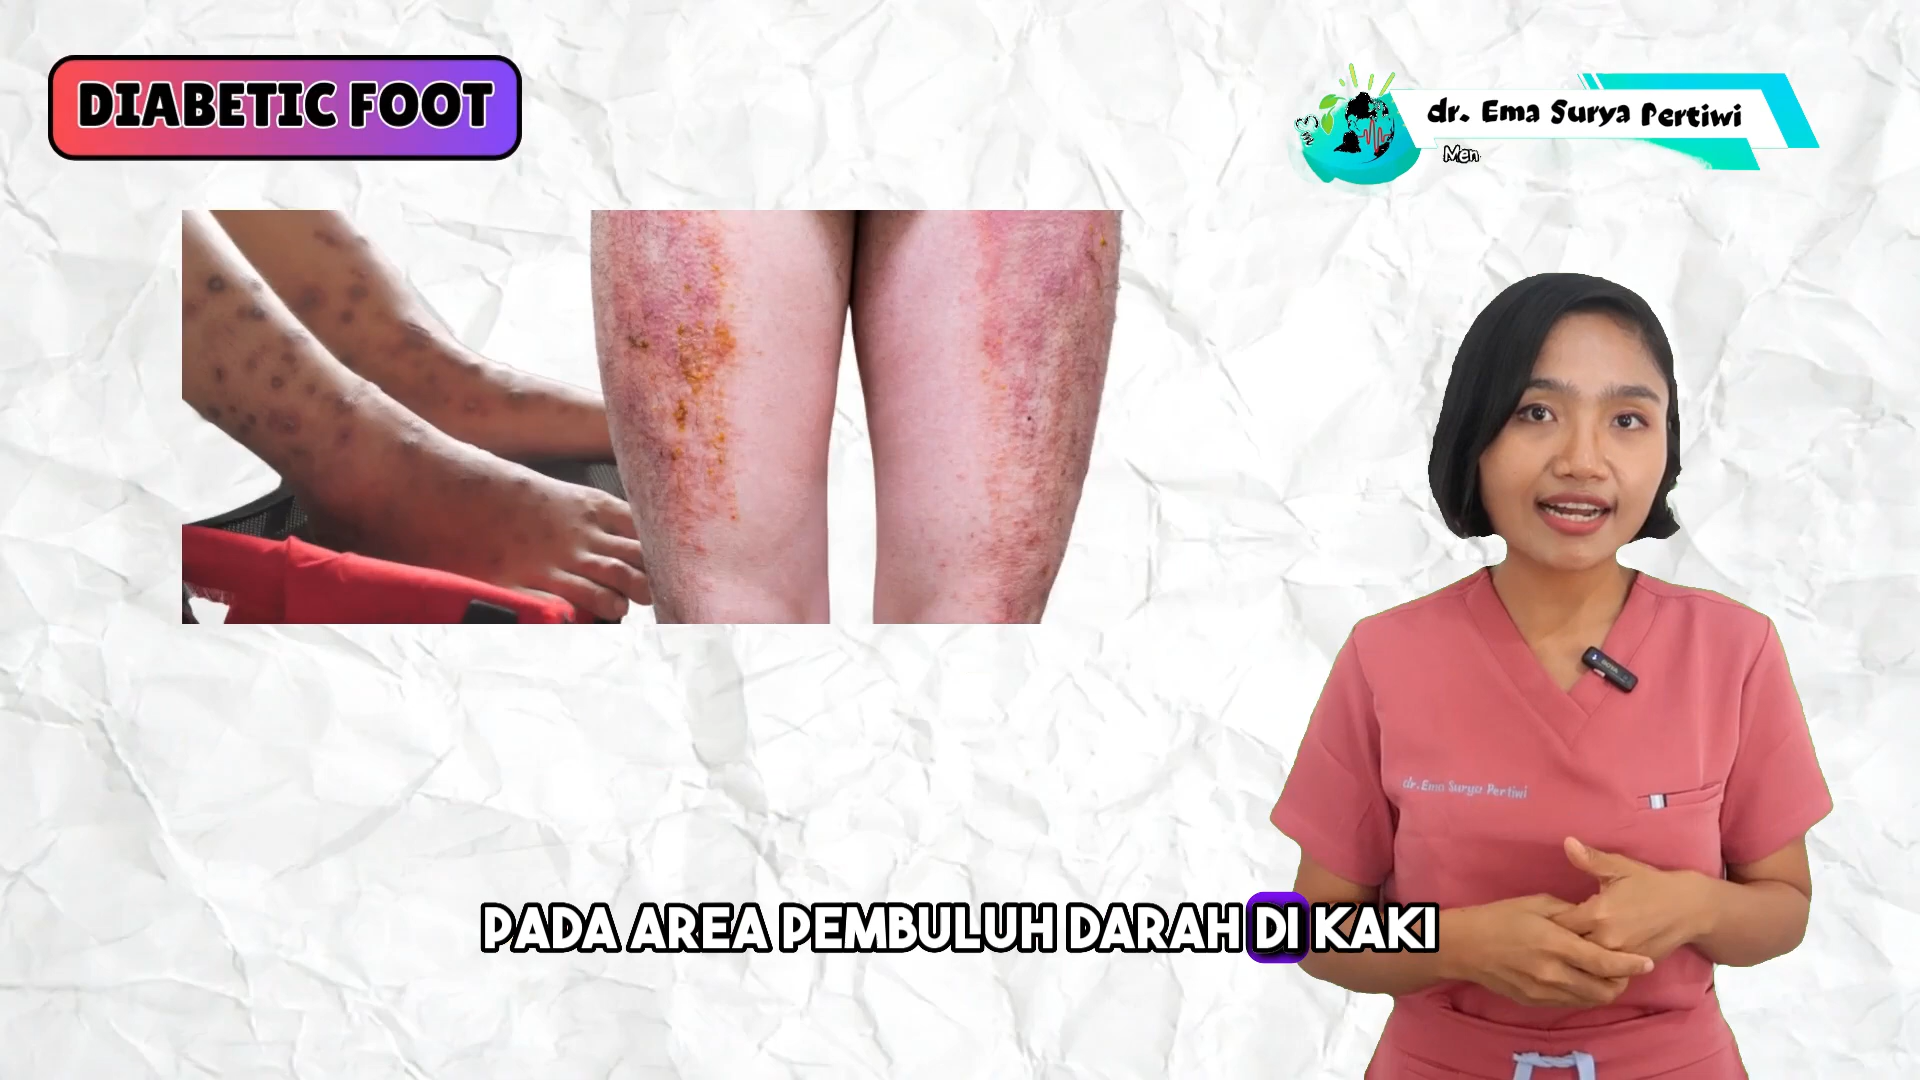 DIABETIC FOOT
dr. Ema Surya Pertiwi
Men
dr. Ema Surya Pertiwi
PADA AREA PEMBULUH DARAH DI KAKI